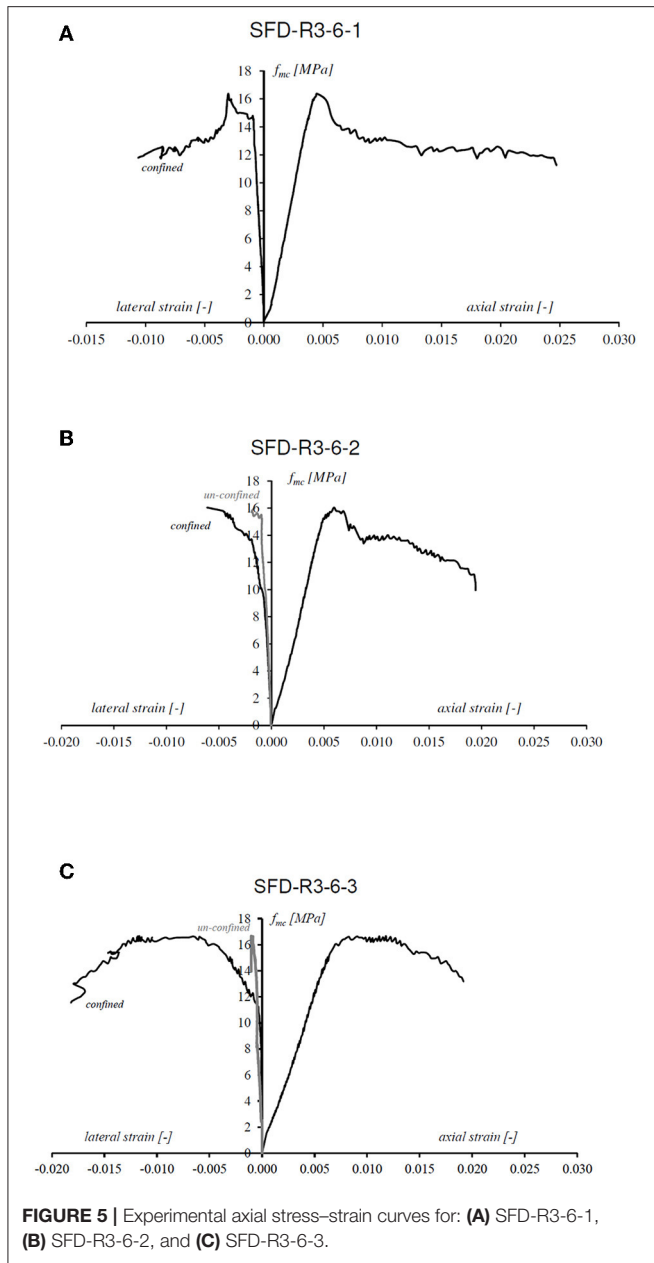 A
SFD-R3-6-1
f_mc [MPa]
18
16
14
12
10
8
6
4
2
0
confined
lateral strain [-]
axial strain [-]
-0.015 -0.010 -0.005 0.000 0.005 0.010 0.015 0.020 0.025 0.030
B
SFD-R3-6-2
f_mc [MPa]
un-confined
confined
18
16
14
12
10
8
6
4
2
0
lateral strain [-]
axial strain [-]
-0.020 -0.015 -0.010 -0.005 0.000 0.005 0.010 0.015 0.020 0.025 0.030
C
SFD-R3-6-3
f_mc [MPa]
un-confined
18
16
14
12
10
8
6
4
2
0
confined
lateral strain [-]
axial strain [-]
-0.020 -0.015 -0.010 -0.005 0.000 0.005 0.010 0.015 0.020 0.025 0.030
FIGURE 5 | Experimental axial stress–strain curves for: (A) SFD-R3-6-1,
(B) SFD-R3-6-2, and (C) SFD-R3-6-3.